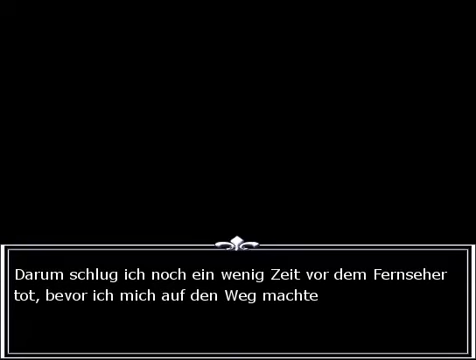 Darum schlug ich noch ein wenig Zeit vor dem Fernseher
tot, bevor ich mich auf den Weg machte